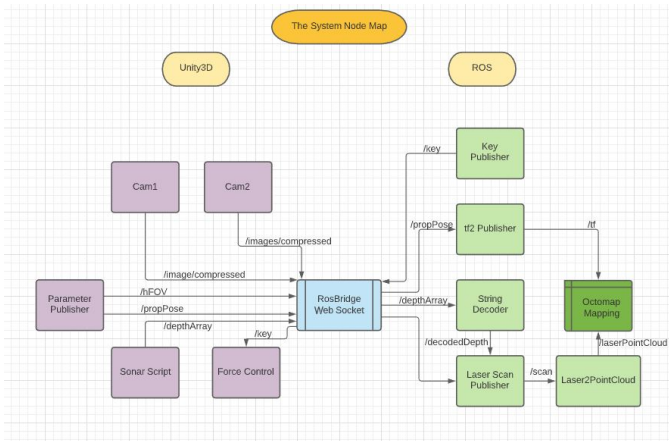 The System Node Map
Unity3D
ROS
Key
Publisher
/key
Cam1
Cam2
/propPose
tf2 Publisher
/tf
/images/compressed
/image/compressed
Parameter
Publisher
/hFOV
/propPose
RosBridge
Web Socket
/depthArray
String
Decoder
Octomap
Mapping
/depthArray
/key
/decodedDepth
/laserPointCloud
Sonar Script
Force Control
Laser Scan
Publisher
/scan
Laser2PointCloud